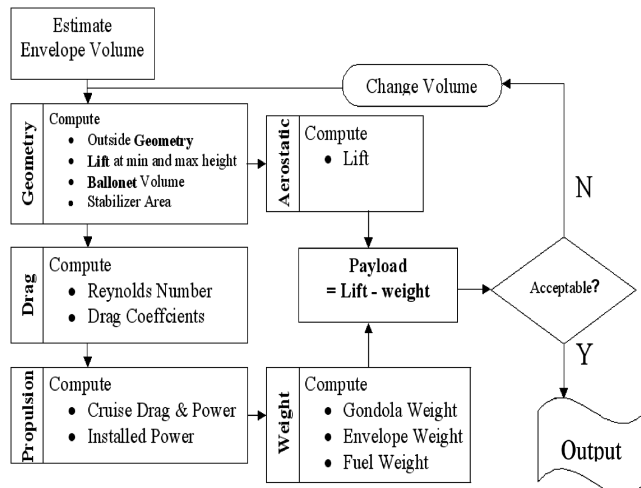 Estimate
Envelope Volume
Change Volume
Geometry
Compute
● Outside Geometry
● Lift at min and max height
● Ballonet Volume
● Stabilizer Area
Aerostatic
Compute
● Lift
N
Drag
Compute
● Reynolds Number
● Drag Coeffcients
Payload
= Lift - weight
Acceptable?
Y
Propulsion
Compute
● Cruise Drag & Power
● Installed Power
Weight
Compute
● Gondola Weight
● Envelope Weight
● Fuel Weight
Output